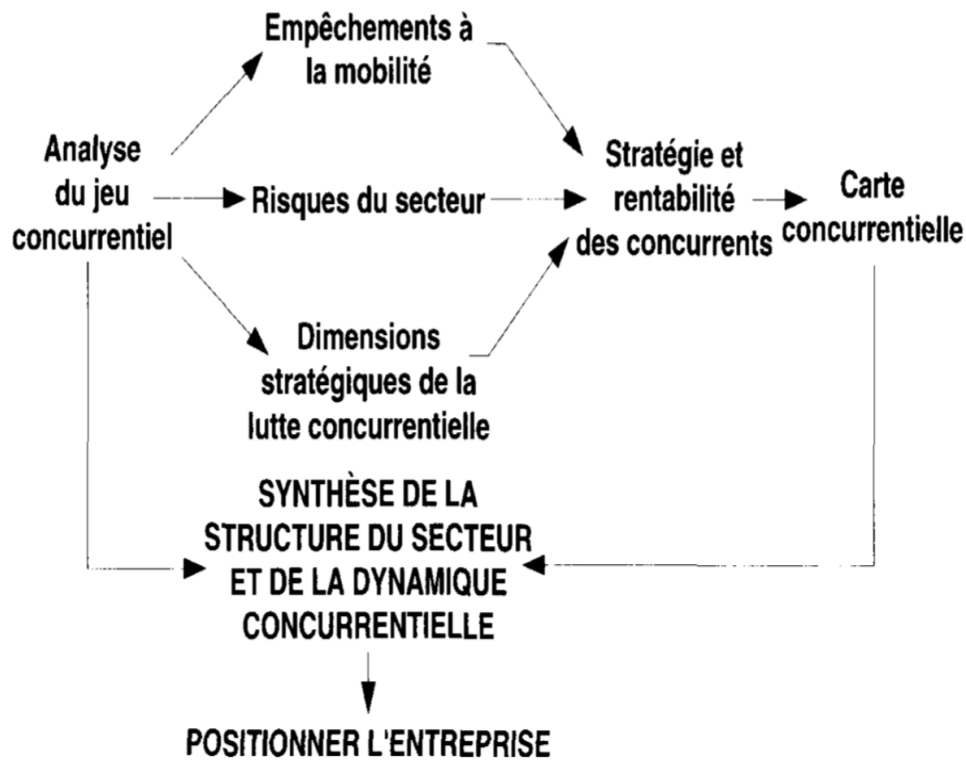 Empêchements à
la mobilité
Analyse
du jeu
concurrentiel
Risques du secteur
Stratégie et
rentabilité
des concurrents
Carte
concurrentielle
Dimensions
stratégiques de la
lutte concurrentielle
SYNTHÈSE DE LA
STRUCTURE DU SECTEUR
ET DE LA DYNAMIQUE
CONCURRENTIELLE
POSITIONNER L'ENTREPRISE